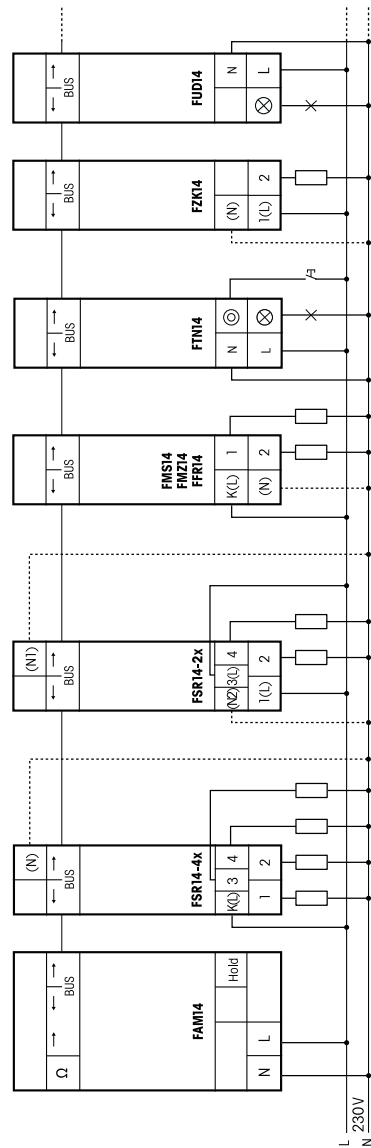 N
L
BUS
FUD14
2
BUS
FZK14
(N)
1(L)
BUS
FTN14
N
L
1
2
BUS
FMS14
FMZ14
FFR14
K(L)
(N)
(N1)
4
2
BUS
FSR14-2x
3(L)
(N2)
1(L)
(N)
4
2
BUS
FSR14-4x
3
K(L)
1
Hold
BUS
FAM14
L
Ω
N
L
230V
N